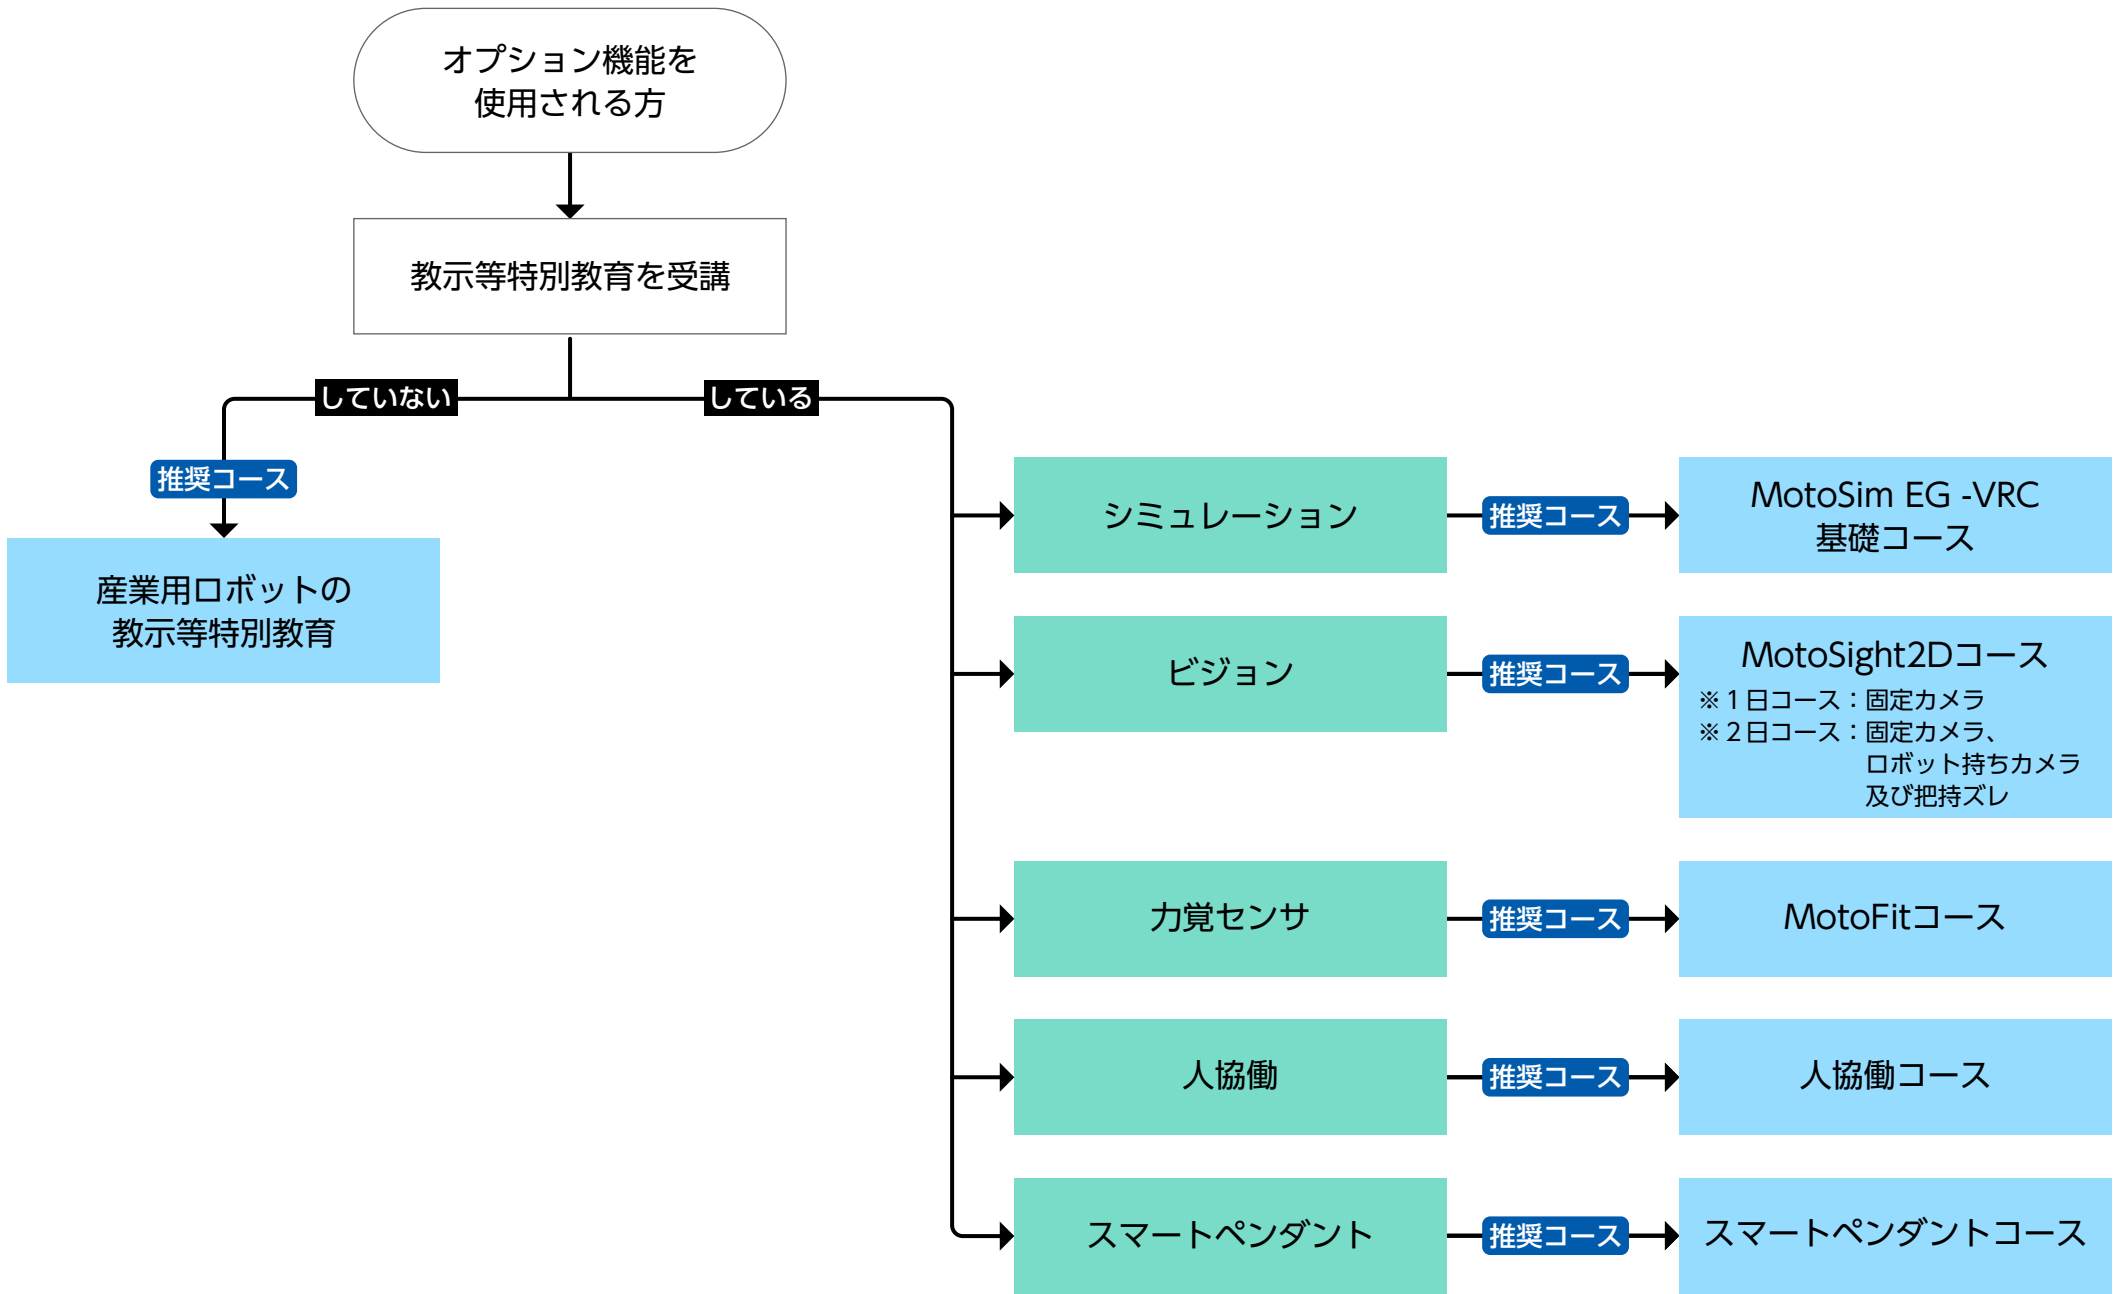 オプション機能を
使用される方
教示等特別教育を受講
していない
している
推奨コース
産業用ロボットの
教示等特別教育
シミュレーション
推奨コース
MotoSim EG -VRC
基礎コース
ビジョン
推奨コース
MotoSight2Dコース
※1日コース：固定カメラ
※2日コース：固定カメラ、
ロボット持ちカメラ
及び把持ズレ
力覚センサ
推奨コース
MotoFitコース
人協働
推奨コース
人協働コース
スマートペンダント
推奨コース
スマートペンダントコース